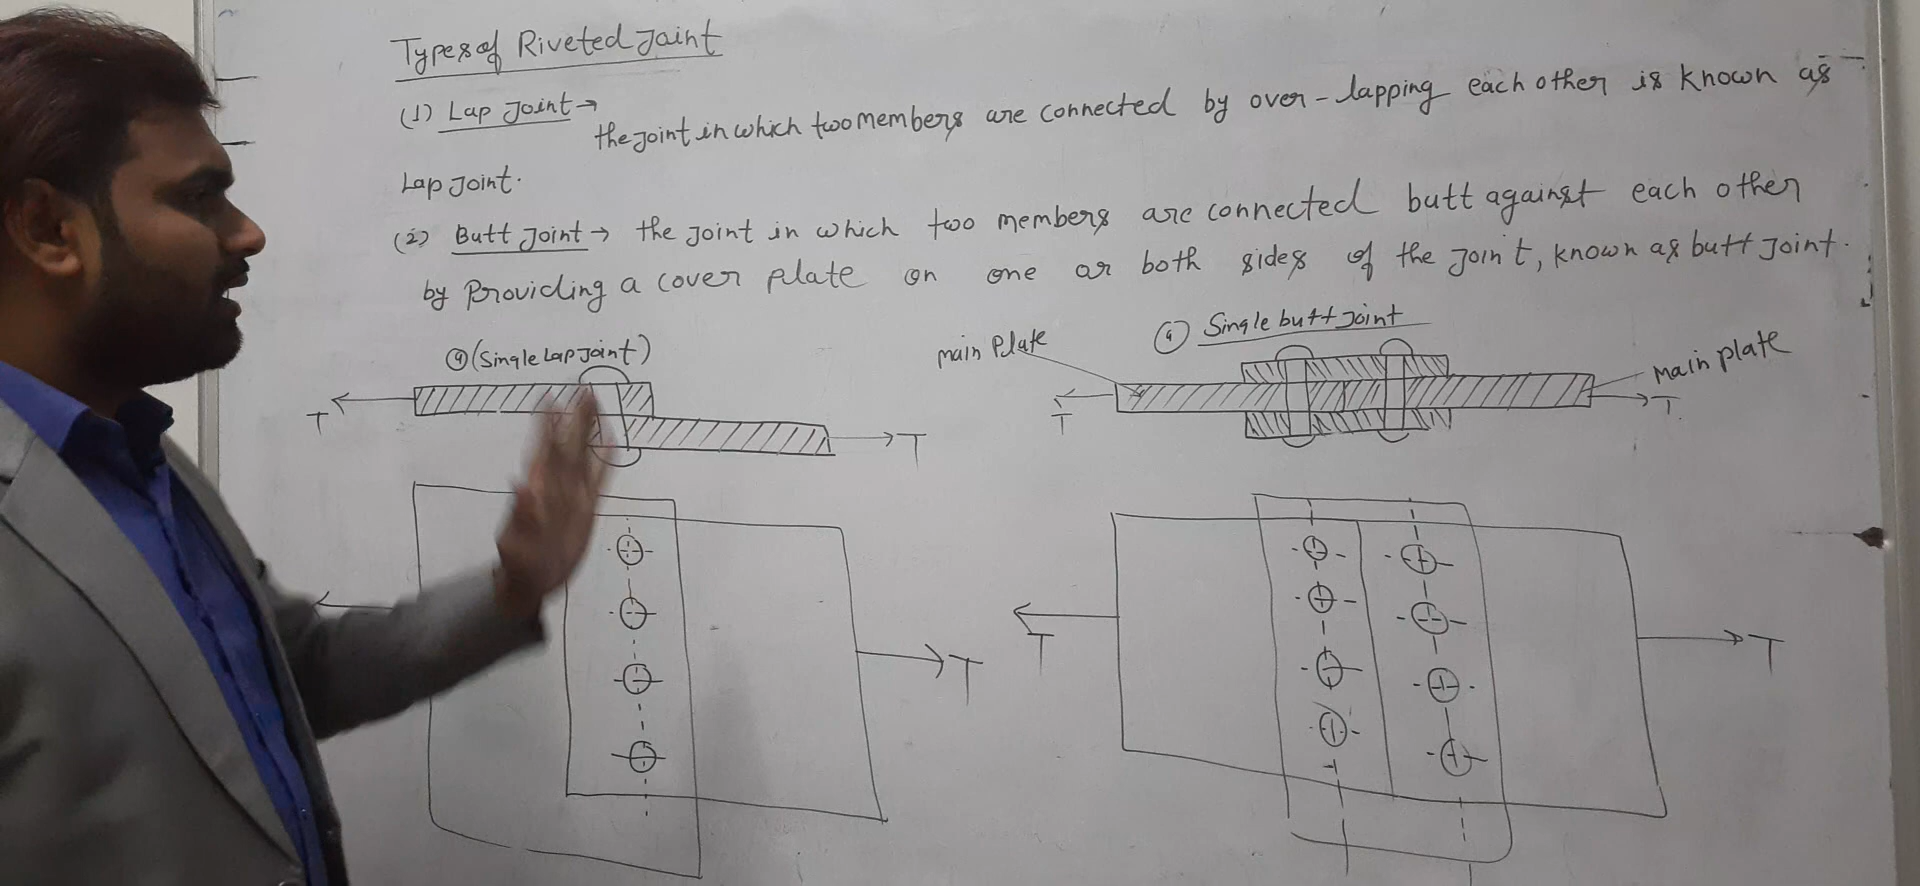 Types of Riveted Joint
(1) Lap Joint →
the joint in which two members are connected by over-lapping each other is known as
Lap Joint.
(2) Butt Joint → the joint in which two members are connected butt against each other
by Providing a cover plate on one or both sides of the joint, known as butt joint.
(Single Lap Joint)
main Plate
Single butt Joint
main plate
T
T
T
T
T
T
T